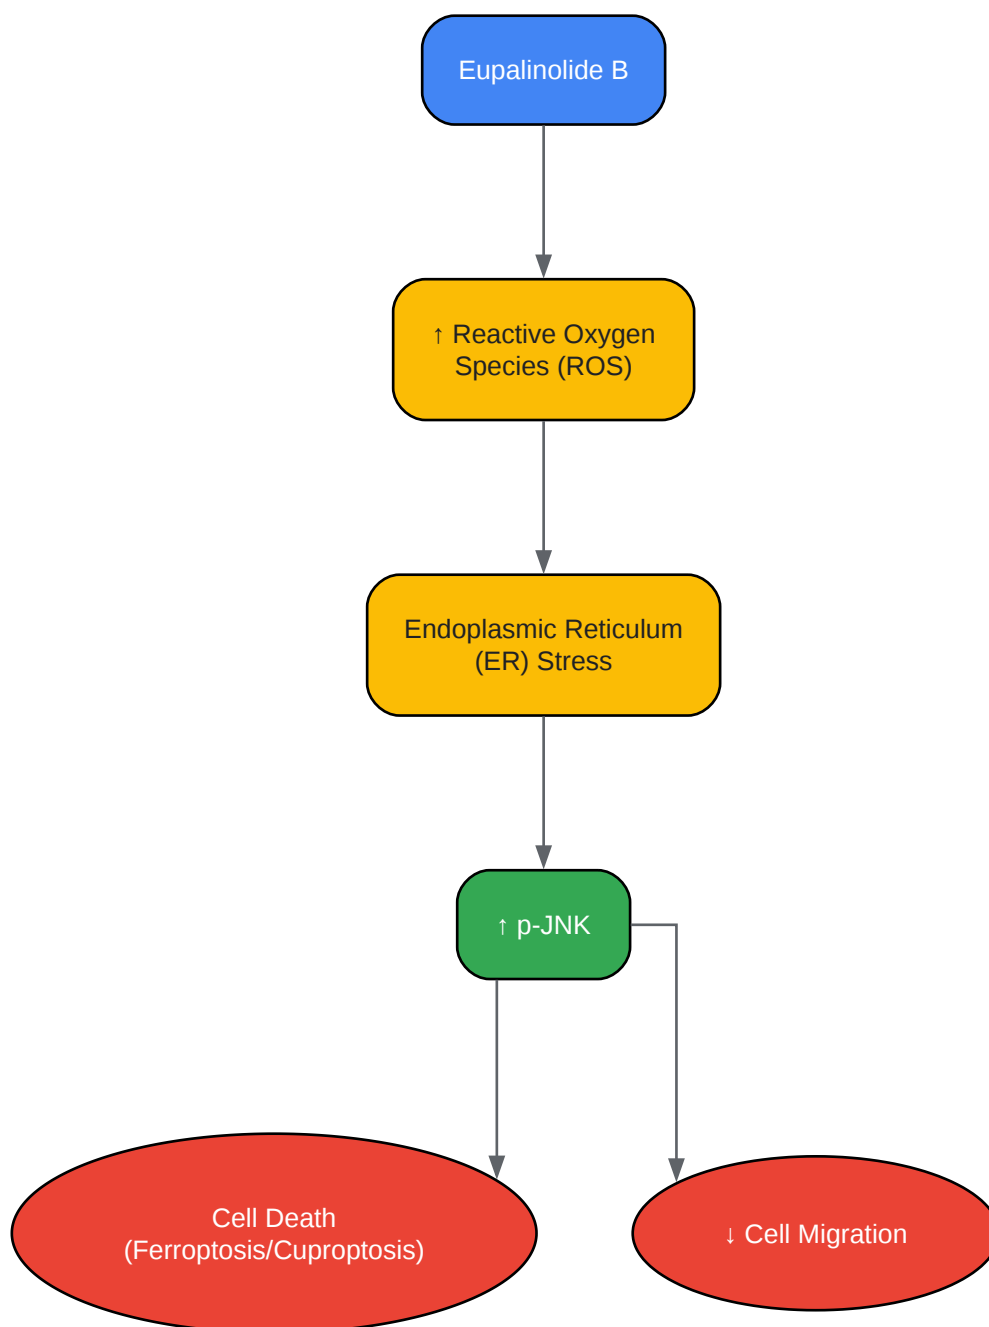 Eupalinolide B
↑ Reactive Oxygen
Species (ROS)
Endoplasmic Reticulum
(ER) Stress
↑ p-JNK
Cell Death
(Ferroptosis/Cuproptosis)
↓ Cell Migration